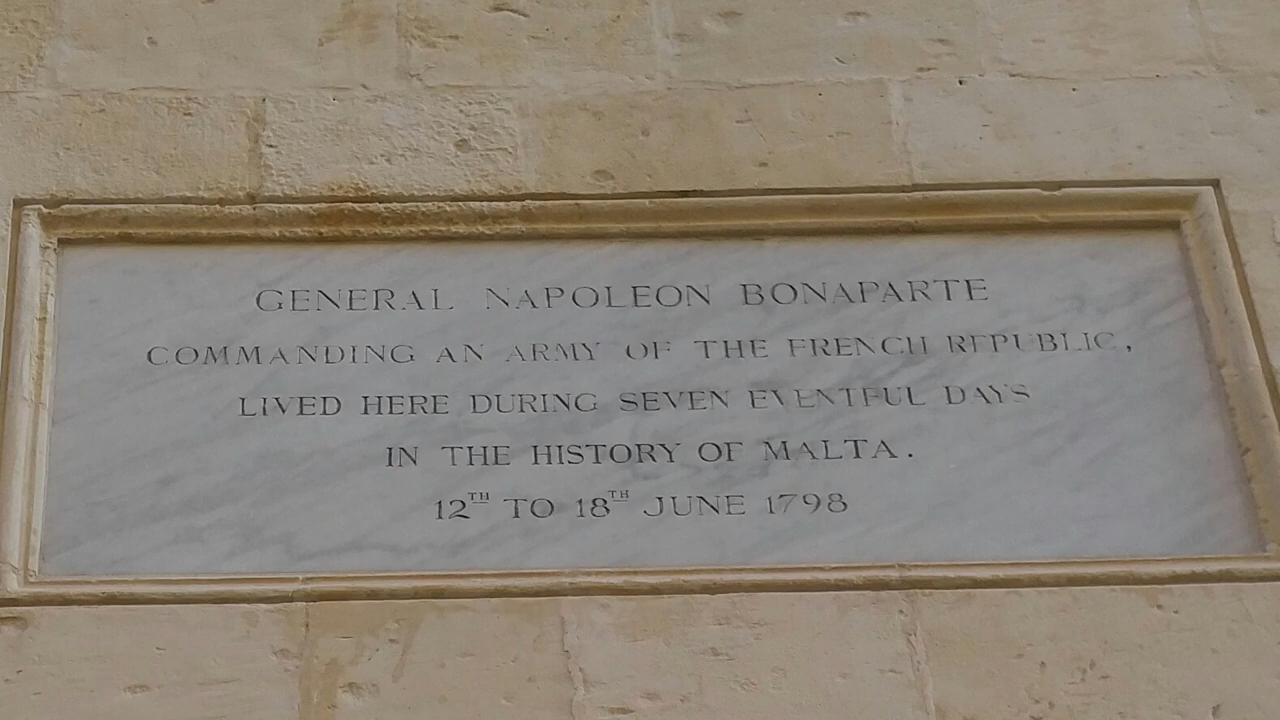 GENERAL NAPOLEON BONAPARTE
COMMANDING AN ARMY OF THE FRENCH REPUBLIC,
LIVED HERE DURING SEVEN EVENTFUL DAYS
IN THE HISTORY OF MALTA.
12TH TO 18TH JUNE 1798